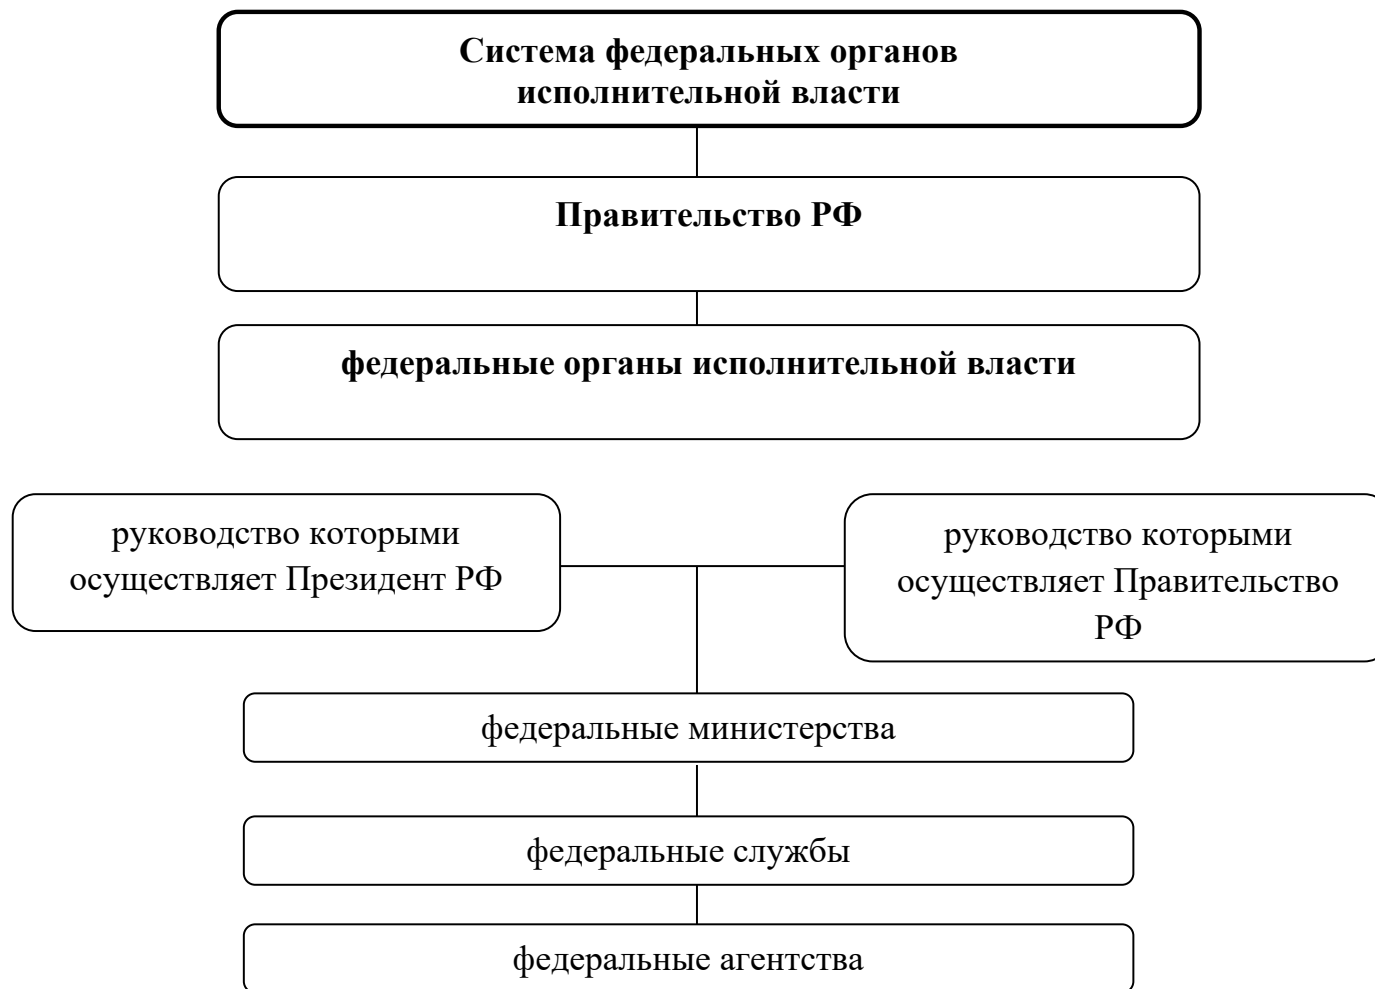 Система федеральных органов
исполнительной власти
Правительство РФ
федеральные органы исполнительной власти
руководство которыми
осуществляет Президент РФ
руководство которыми
осуществляет Правительство
РФ
федеральные министерства
федеральные службы
федеральные агентства